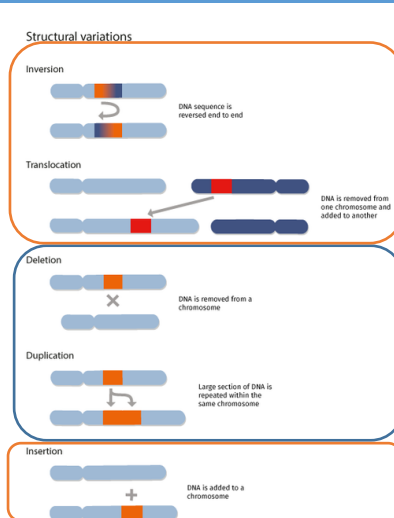 Structural variations
Inversion
DNA sequence is
reversed end to end
Translocation
DNA is removed from
one chromosome and
added to another
Deletion
DNA is removed from a
chromosome
Duplication
Large section of DNA is
repeated within the
same chromosome
Insertion
DNA is added to a
chromosome